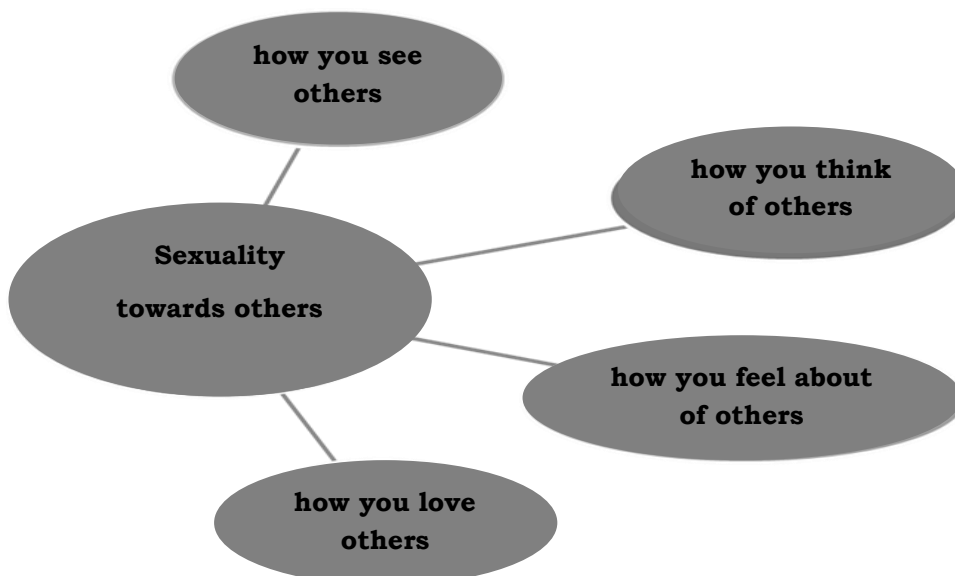 how you see
others
how you think
of others
Sexuality
towards others
how you feel about
of others
how you love
others